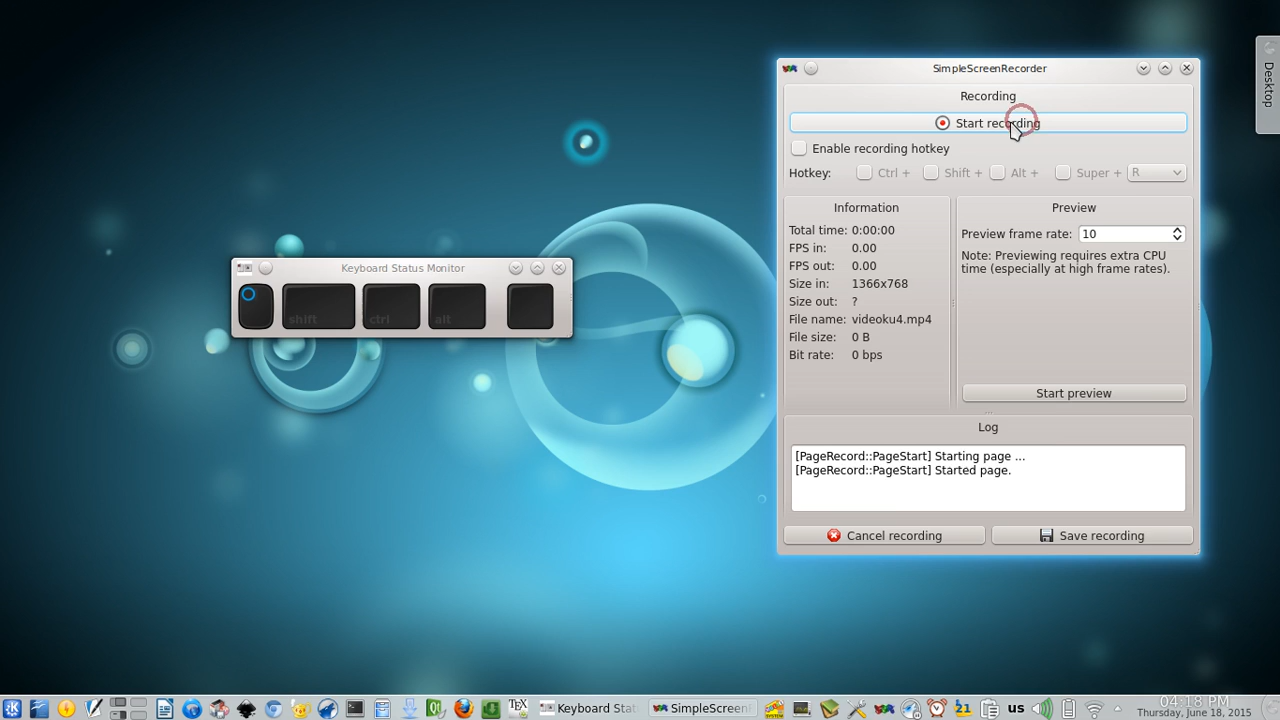 SimpleScreenRecorder
Recording
Start recording
Enable recording hotkey
Hotkey: Ctrl + Shift + Alt + Super + R
Information
Total time: 0:00:00
FPS in: 0.00
FPS out: 0.00
Size in: 1366x768
Size out: ?
File name: videoku4.mp4
File size: 0 B
Bit rate: 0 bps
Preview
Preview frame rate: 10
Note: Previewing requires extra CPU
time (especially at high frame rates).
Start preview
Log
[PageRecord::PageStart] Starting page ...
[PageRecord::PageStart] Started page.
Cancel recording
Save recording
Keyboard Status Monitor
shift
ctrl
alt
Desktop
TEX
Keyboard Stat
SimpleScreenR
21
us
04:18 PM
Thursday, June 18, 2015